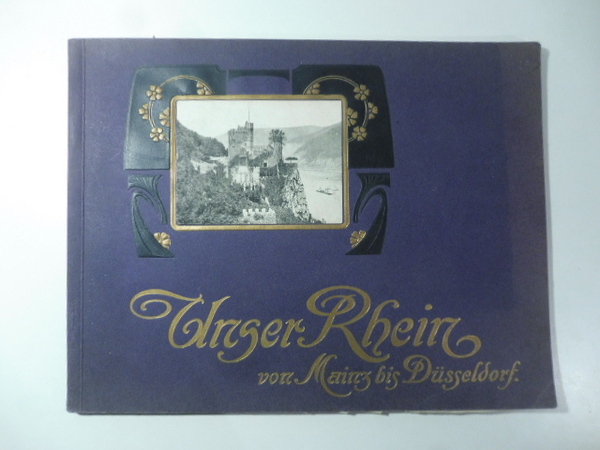 Unser Rhein
von Mainz bis Düsseldorf.